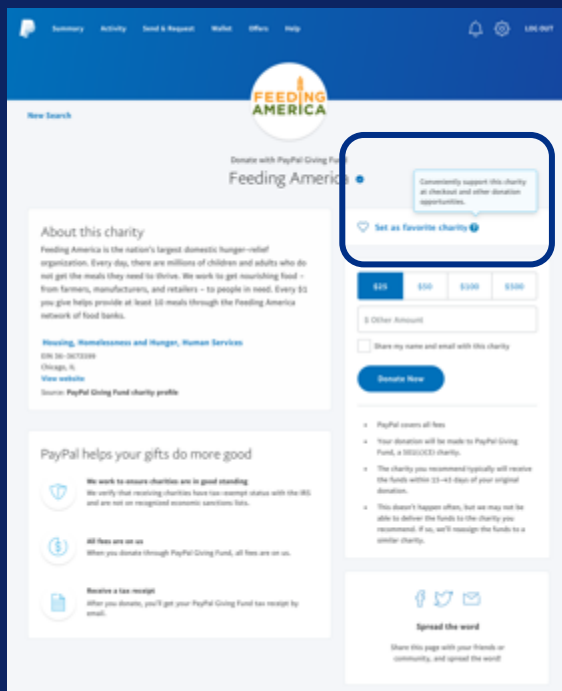 Summary Activity Send & Request Wallet Offers Help LOG OUT
FEEDING
AMERICA
New Search
Donate with PayPal Giving Fund
Feeding America
Conveniently support this charity
at checkout and other donation
opportunities.
Set as favorite charity ?
About this charity
Feeding America is the nation's largest domestic hunger-relief
organization. Every day, there are millions of children and adults who do
not get the meals they need to thrive. We work to get nourishing food –
from farmers, manufacturers, and retailers – to people in need. Every $1
you give helps provide at least 10 meals through the Feeding America
network of food banks.
Housing, Homelessness and Hunger, Human Services
EIN 36-3673599
Chicago, IL
View website
Source: PayPal Giving Fund charity profile
$25 $50 $100 $500
$ Other Amount
Share my name and email with this charity
Donate Now
PayPal covers all fees
Your donation will be made to PayPal Giving
Fund, a 501(c)(3) charity.
The charity you recommend typically will receive
the funds within 15-45 days of your original
donation.
This doesn't happen often, but we may not be
able to deliver the funds to the charity you
recommend. If so, we'll reassign the funds to a
similar charity.
PayPal helps your gifts do more good
We work to ensure charities are in good standing
We verify that receiving charities have tax-exempt status with the IRS
and are not on recognized economic sanctions lists.
All fees are on us
When you donate through PayPal Giving Fund, all fees are on us.
Receive a tax receipt
After you donate, you'll get your PayPal Giving Fund tax receipt by
email.
Spread the word
Share this page with your friends or
community, and spread the word!